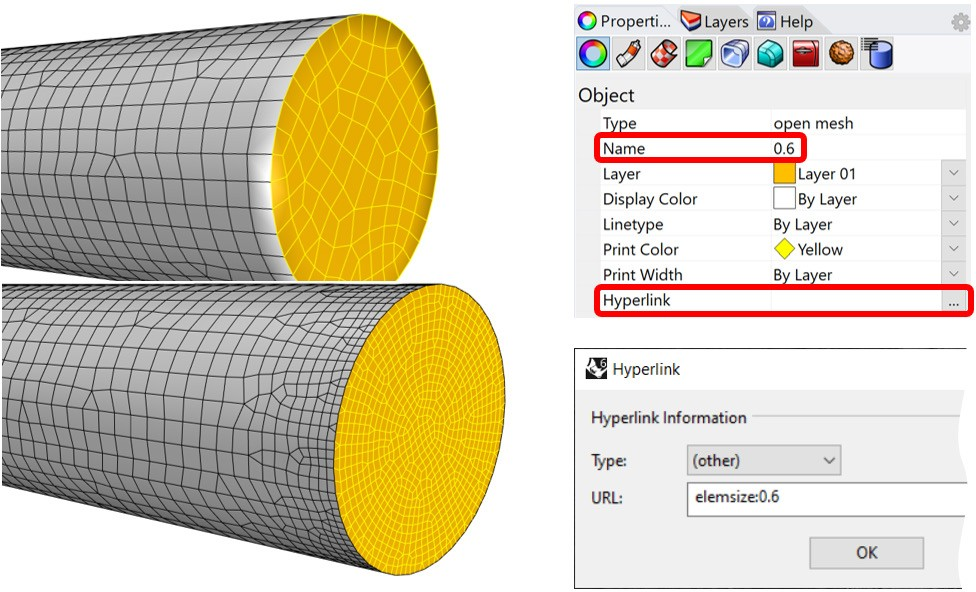 Properti... Layers Help
Object
Type open mesh
Name 0.6
Layer Layer 01
Display Color By Layer
Linetype By Layer
Print Color Yellow
Print Width By Layer
Hyperlink ...
6 Hyperlink
Hyperlink Information
Type: (other)
URL: elemsize:0.6
OK